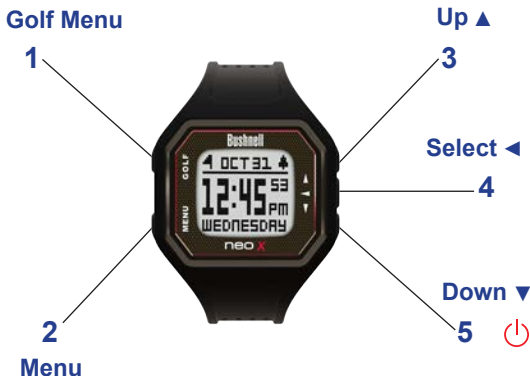 Golf Menu
1
Up ▲
3
Select ◄
4
Bushnell
GOLF
MENU
OCT 31
12:45 53
PM
WEDNESDAY
neo X
Down ▼
5
2
Menu